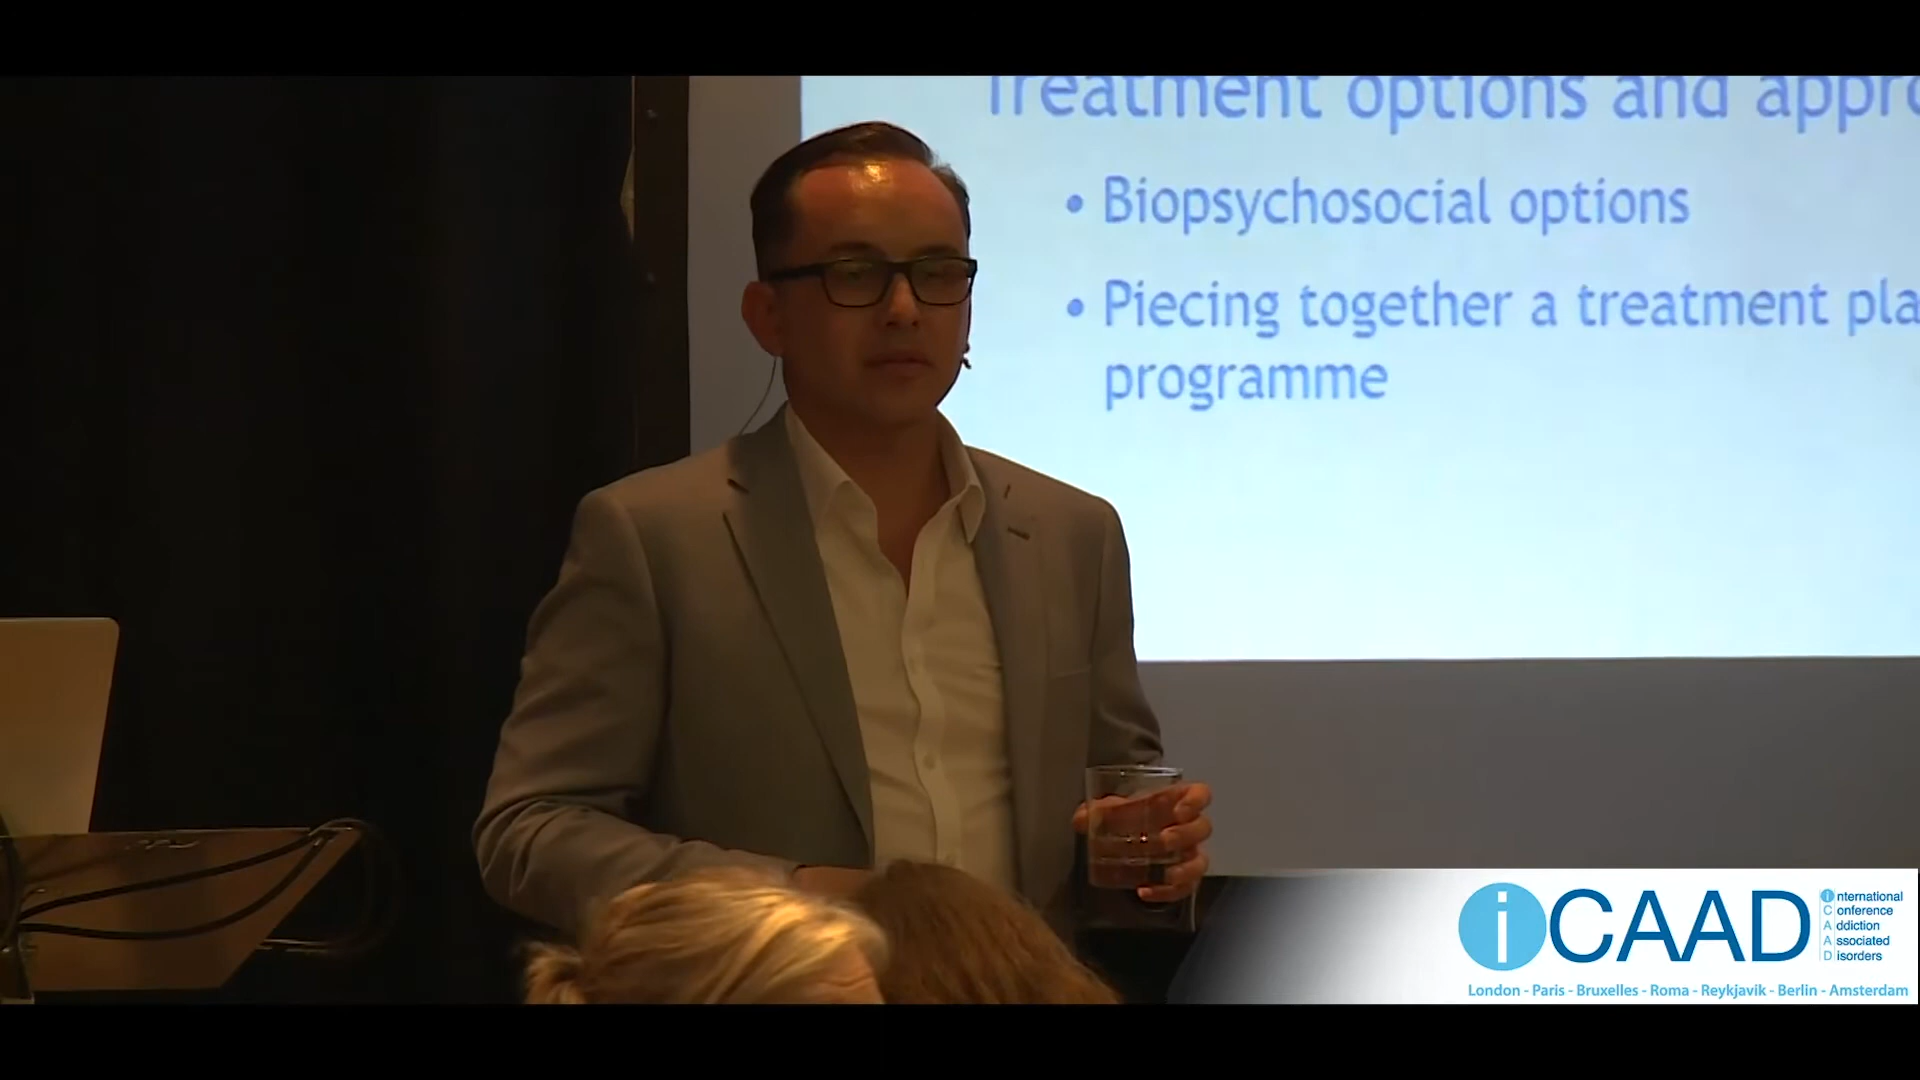 Treatment options and appro
• Biopsychosocial options
• Piecing together a treatment pla
programme
iCAAD
international
Conference
Addiction
Associated
Disorders
London - Paris - Bruxelles - Roma - Reykjavik - Berlin - Amsterdam